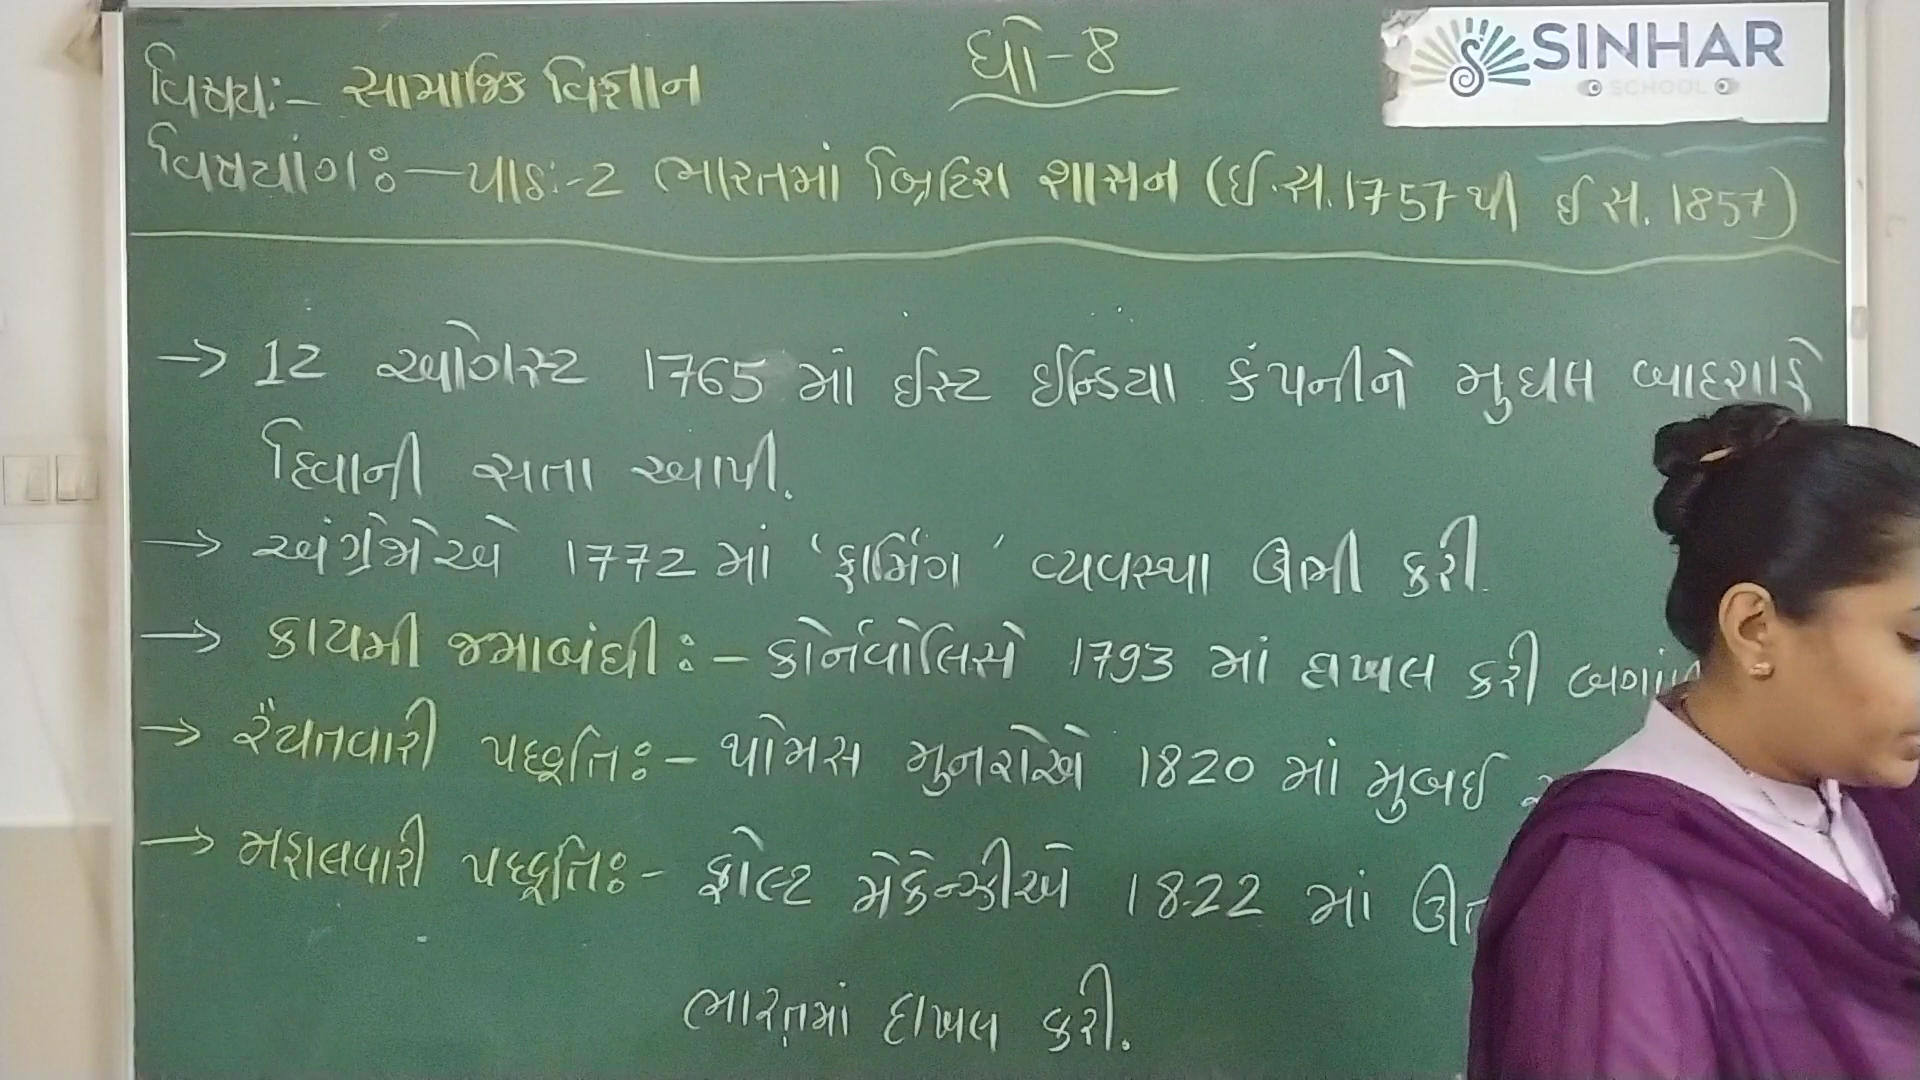 ધો-8
SINHAR
SCHOOL
વિષય:- સામાજિક વિજ્ઞાન
વિષયાંગ:- પાઠ:-2 ભારતમાં બ્રિટિશ શાસન (ઈ.સ.1757થી ઈ સ. 1857)
→ 12 ઓગસ્ટ 1765 માં ઈસ્ટ ઈન્ડિયા કંપનીને મુઘલ બાદશાહે
દિવાની સતા આપી.
→ અંગ્રેજોએ 1772 માં 'ફાર્મિંગ' વ્યવસ્થા ઊભી કરી.
→ કાયમી જમાબંધી:- કોર્નવોલિસે 1793 માં દાખલ કરી
→ રૈયતવારી પદ્ધતિ:- થોમસ મુનરોએ 1820 માં મુબઈ
→ મહાલવારી પદ્ધતિ:- હોલ્ટ મેકેન્ઝીએ 1822 માં
ભારતમાં દાખલ કરી.